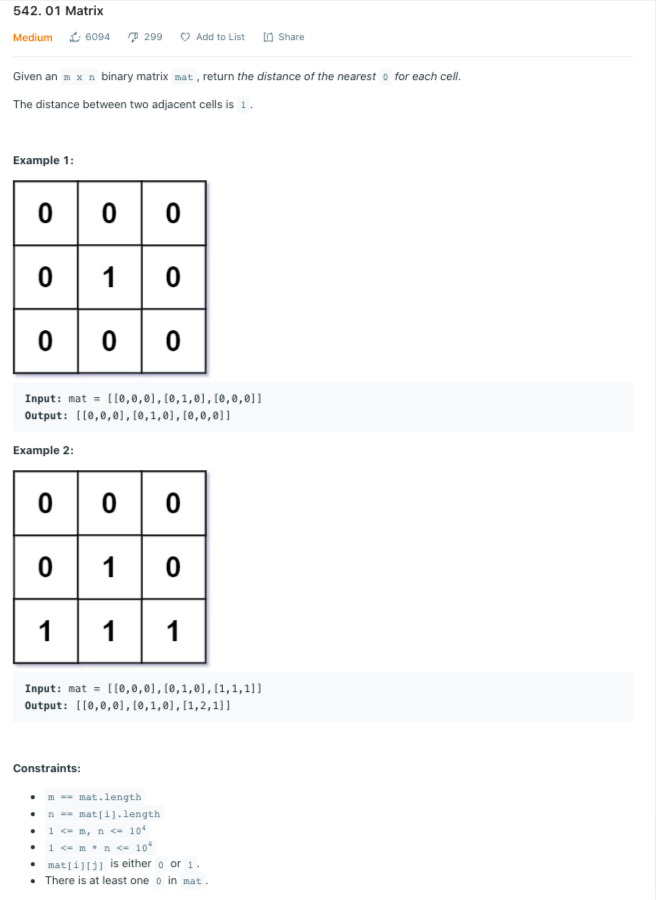 542. 01 Matrix
Medium 6094 299 Add to List Share
Given an m x n binary matrix mat , return the distance of the nearest 0 for each cell.
The distance between two adjacent cells is 1 .
Example 1:
0 0 0
0 1 0
0 0 0
Input: mat = [[0,0,0],[0,1,0],[0,0,0]]
Output: [[0,0,0],[0,1,0],[0,0,0]]
Example 2:
0 0 0
0 1 0
1 1 1
Input: mat = [[0,0,0],[0,1,0],[1,1,1]]
Output: [[0,0,0],[0,1,0],[1,2,1]]
Constraints:
• m == mat.length
• n == mat[i].length
• 1 <= m, n <= 10⁴
• 1 <= m * n <= 10⁴
• mat[i][j] is either 0 or 1 .
• There is at least one 0 in mat .